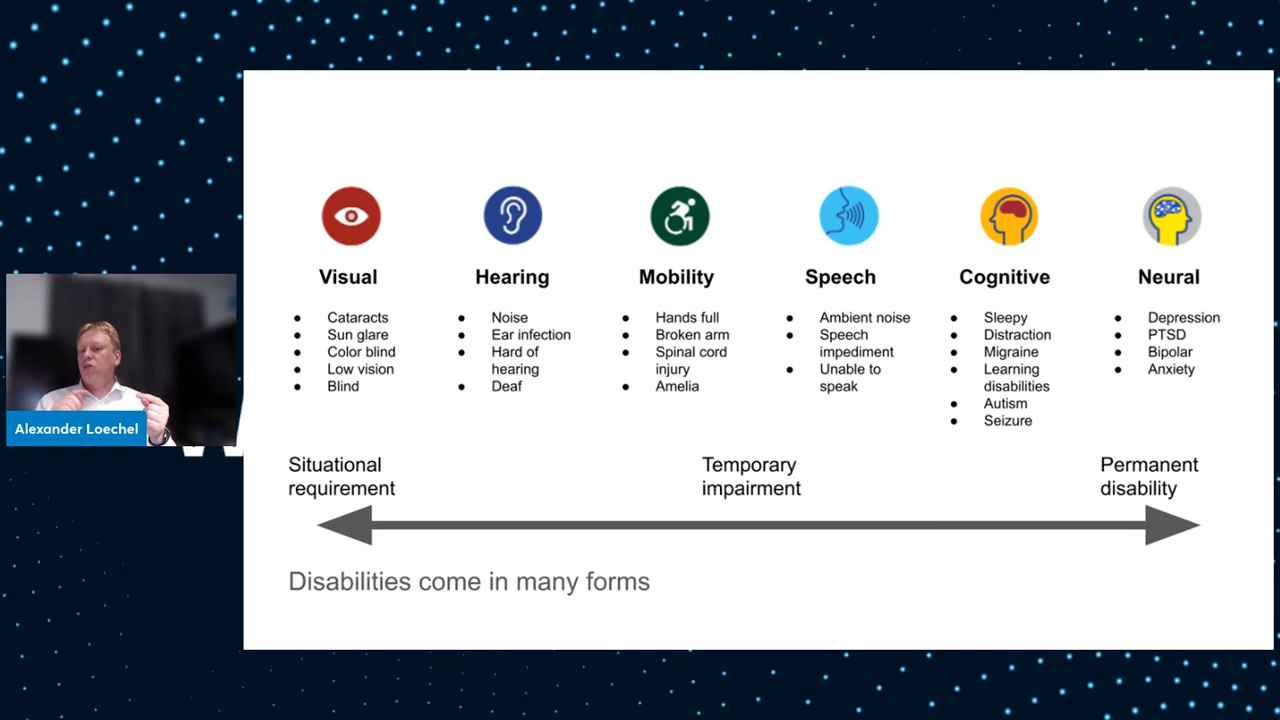 Visual
Hearing
Mobility
Speech
Cognitive
Neural
Cataracts
Sun glare
Color blind
Low vision
Blind
Noise
Ear infection
Hard of
hearing
Deaf
Hands full
Broken arm
Spinal cord
injury
Amelia
Ambient noise
Speech
impediment
Unable to
speak
Sleepy
Distraction
Migraine
Learning
disabilities
Autism
Seizure
Depression
PTSD
Bipolar
Anxiety
Alexander Loechel
Situational
requirement
Temporary
impairment
Permanent
disability
Disabilities come in many forms